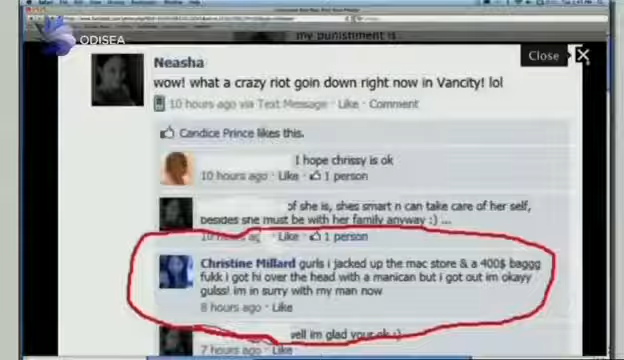 ODISEA
my punishment is
Close X
Neasha
wow! what a crazy riot goin down right now in Vancity! lol
10 hours ago via Text Message · Like · Comment
Candice Prince likes this.
I hope chrissy is ok
10 hours ago · Like · 1 person
of she is, shes smart n can take care of her self,
besides she must be with her family anyway :) ...
10 hours ag · Like · 1 person
Christine Millard gurls i jacked up the mac store & a 400$ baggg
fukk i got hi over the head with a manican but i got out im okayy
gulss! im in surry with my man now
8 hours ago · Like
ell im glad your ok :)
7 hours ago · Like